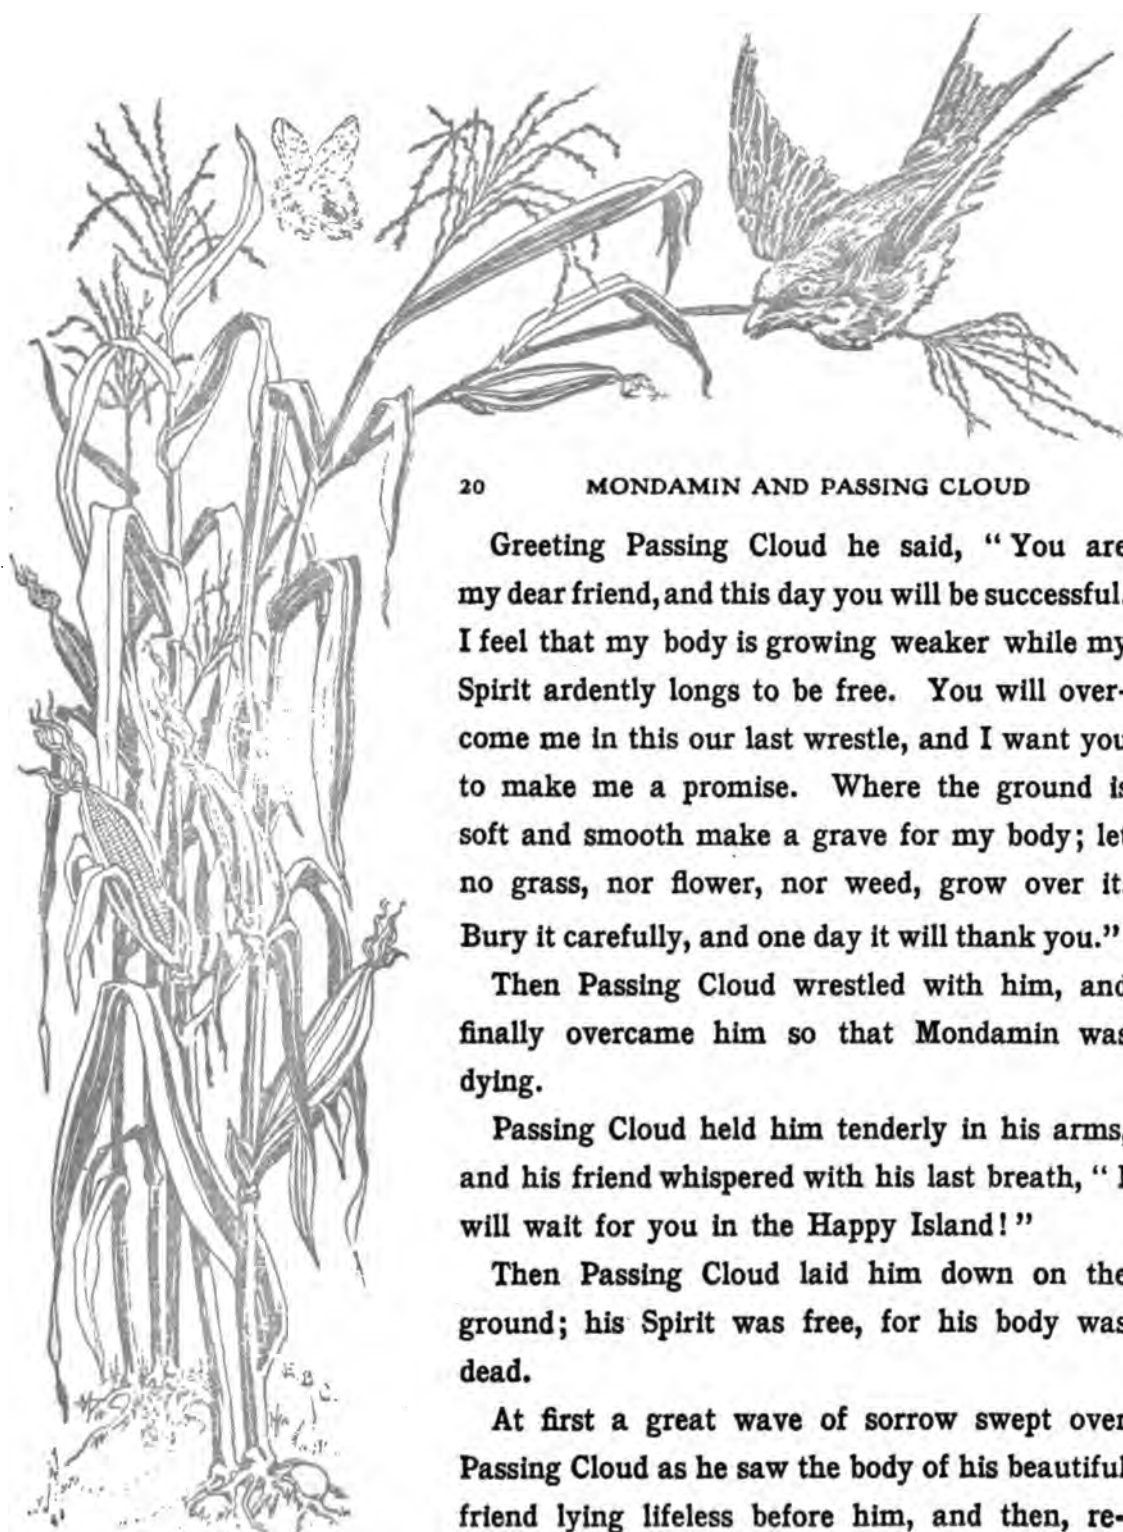 20 MONDAMIN AND PASSING CLOUD
Greeting Passing Cloud he said, “ You are
my dear friend, and this day you will be successful.
I feel that my body is growing weaker while my
Spirit ardently longs to be free. You will over-
come me in this our last wrestle, and I want you
to make me a promise. Where the ground is
soft and smooth make a grave for my body; let
no grass, nor flower, nor weed, grow over it.
Bury it carefully, and one day it will thank you.”
Then Passing Cloud wrestled with him, and
finally overcame him so that Mondamin was
dying.
Passing Cloud held him tenderly in his arms,
and his friend whispered with his last breath, “ I
will wait for you in the Happy Island! ”
Then Passing Cloud laid him down on the
ground; his Spirit was free, for his body was
dead.
At first a great wave of sorrow swept over
Passing Cloud as he saw the body of his beautiful
friend lying lifeless before him, and then, re-